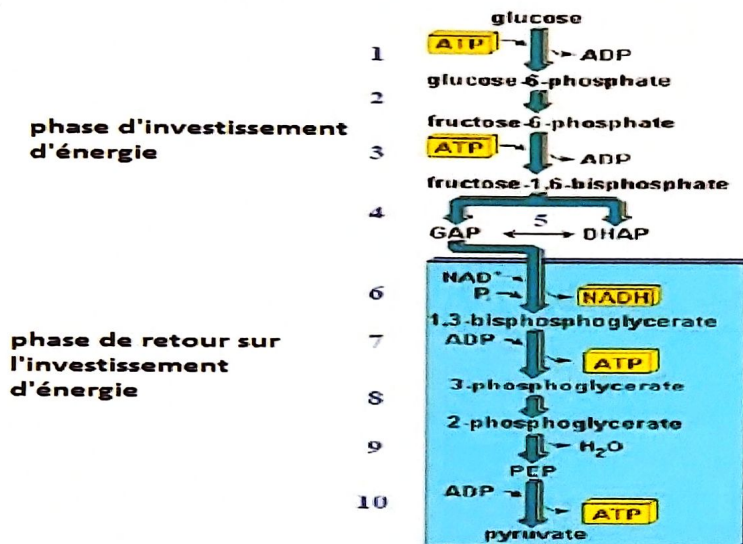 glucose
1 ATP ADP
glucose-6-phosphate
2
fructose-6-phosphate
phase d'investissement
d'énergie
3 ATP ADP
fructose-1,6-bisphosphate
4 5
GAP DHAP
NAD+
6 P NADH
1,3-bisphosphoglycerate
phase de retour sur
l'investissement
d'énergie
7 ADP
ATP
3-phosphoglycerate
8
2-phosphoglycerate
9 H2O
PEP
10 ADP
ATP
pyruvate